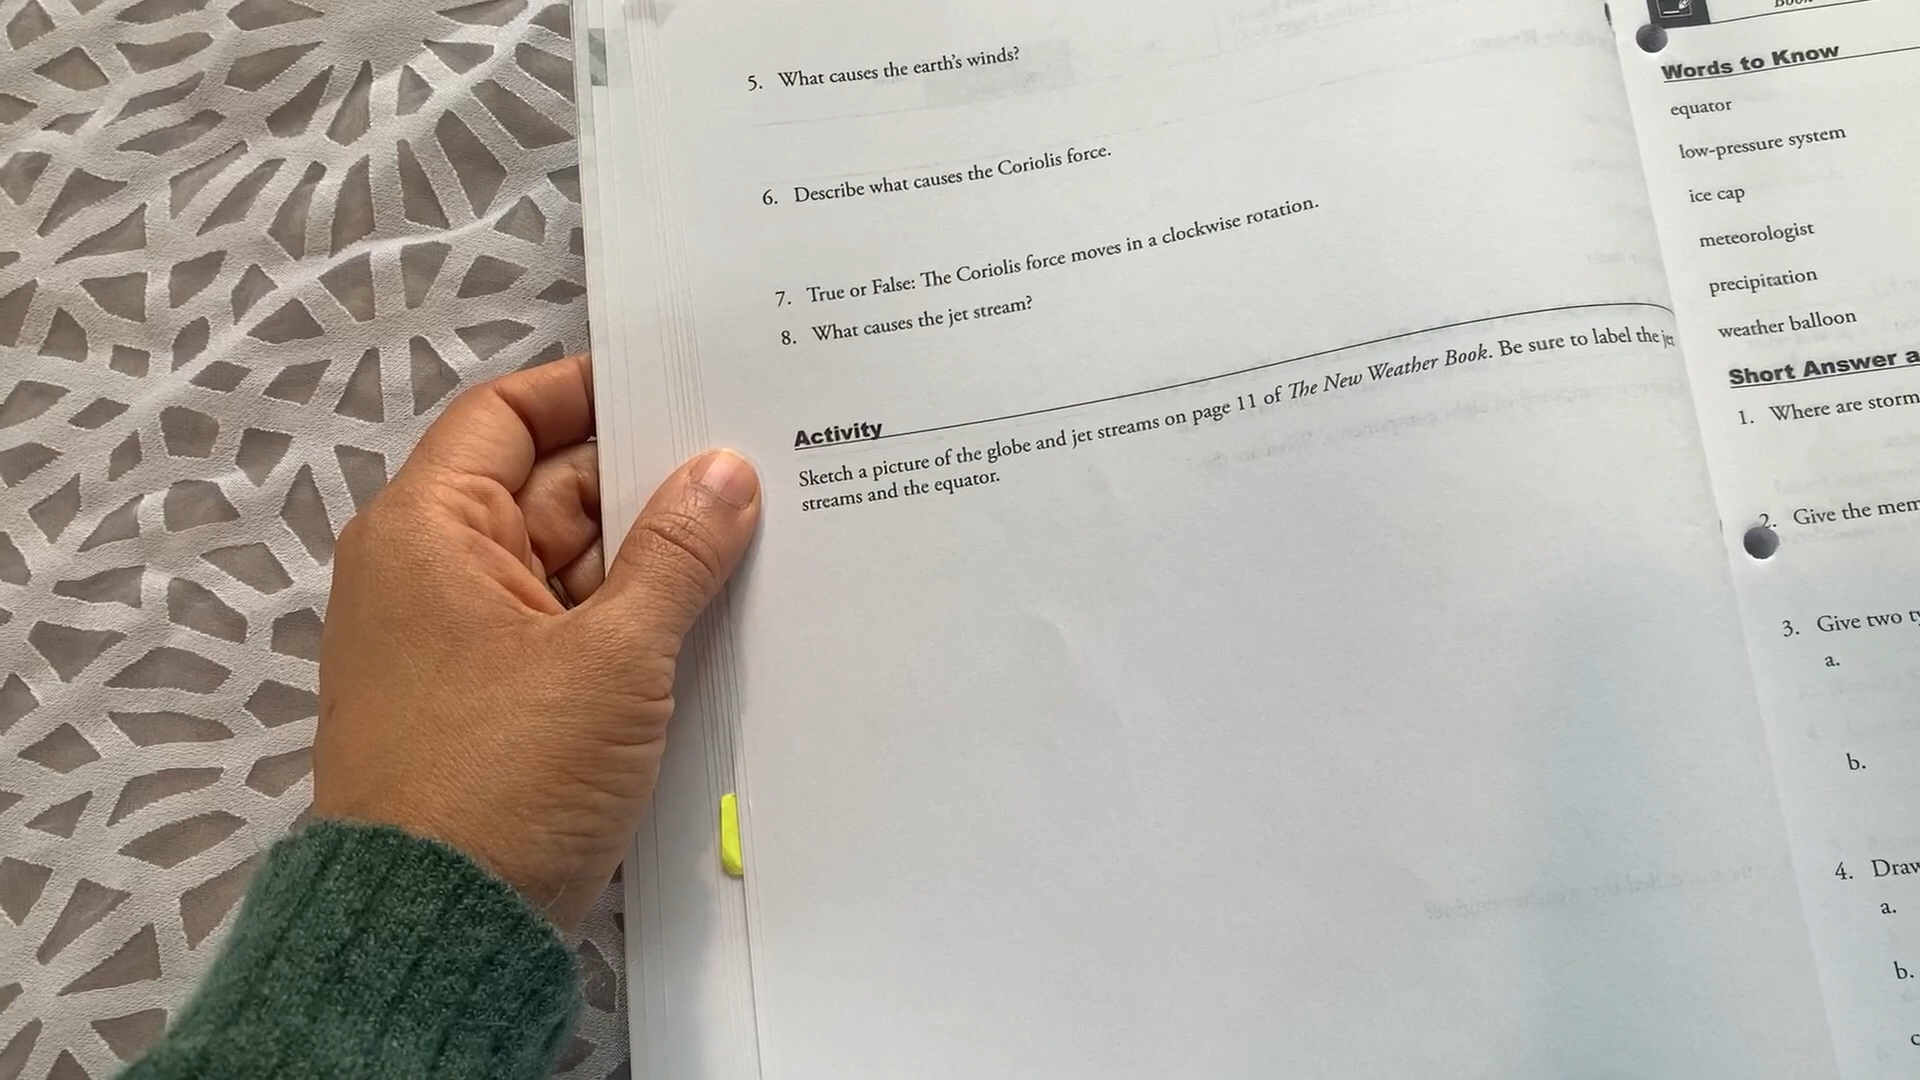 5. What causes the earth's winds?
6. Describe what causes the Coriolis force.
7. True or False: The Coriolis force moves in a clockwise rotation.
8. What causes the jet stream?
Activity
Sketch a picture of the globe and jet streams on page 11 of The New Weather Book. Be sure to label the jet
streams and the equator.
Words to Know
equator
low-pressure system
ice cap
meteorologist
precipitation
weather balloon
Short Answer
1. Where are storm
2. Give the
3. Give two
a.
b.
4.
a.
b.